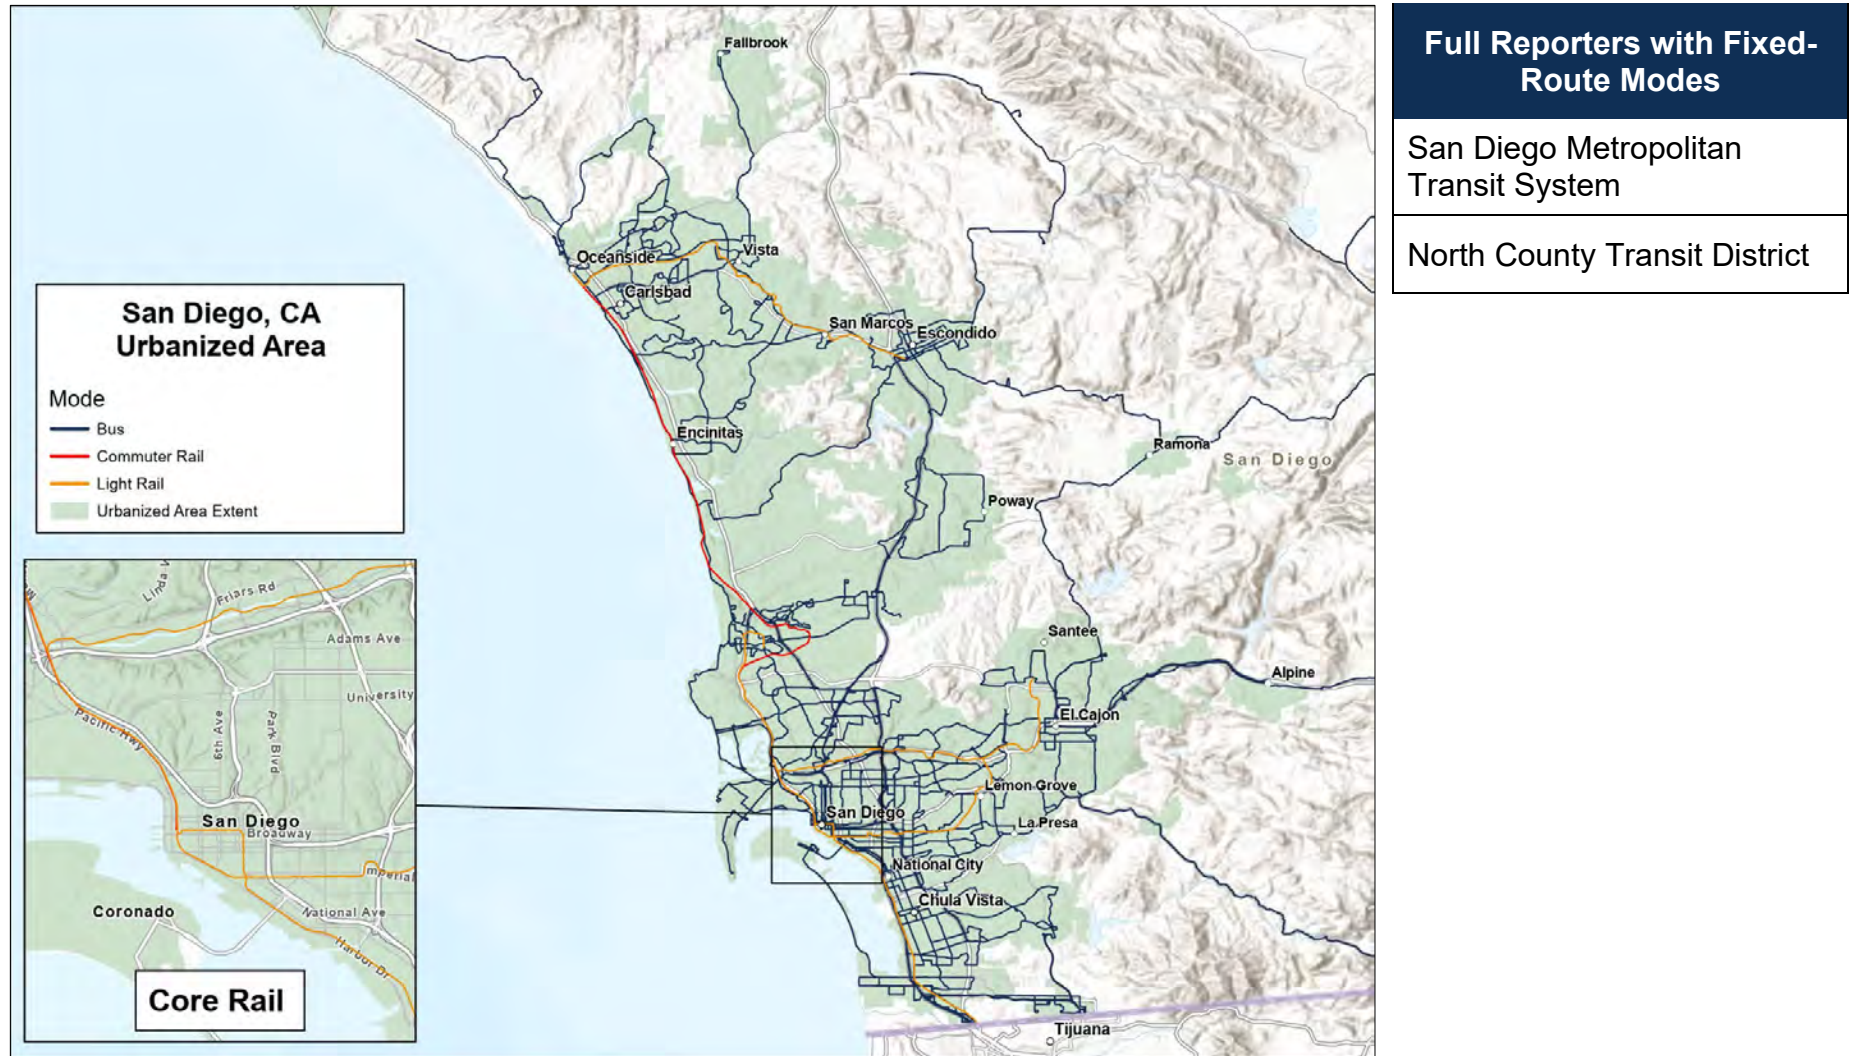 Fallbrook
Oceanside
Vista
Carlsbad
San Marcos
Escondido
Encinitas
Ramona
San Diego
Poway
Santee
Alpine
El Cajon
Lemon Grove
San Diego
La Presa
National City
Chula Vista
Tijuana
San Diego, CA
Urbanized Area
Mode
Bus
Commuter Rail
Light Rail
Urbanized Area Extent
Friars Rd
Adams Ave
University
Pacific Hwy
6th Ave
Park Blvd
San Diego
Broadway
Imperial
Coronado
National Ave
Harbor Dr
Core Rail
Full Reporters with Fixed-
Route Modes
San Diego Metropolitan
Transit System
North County Transit District